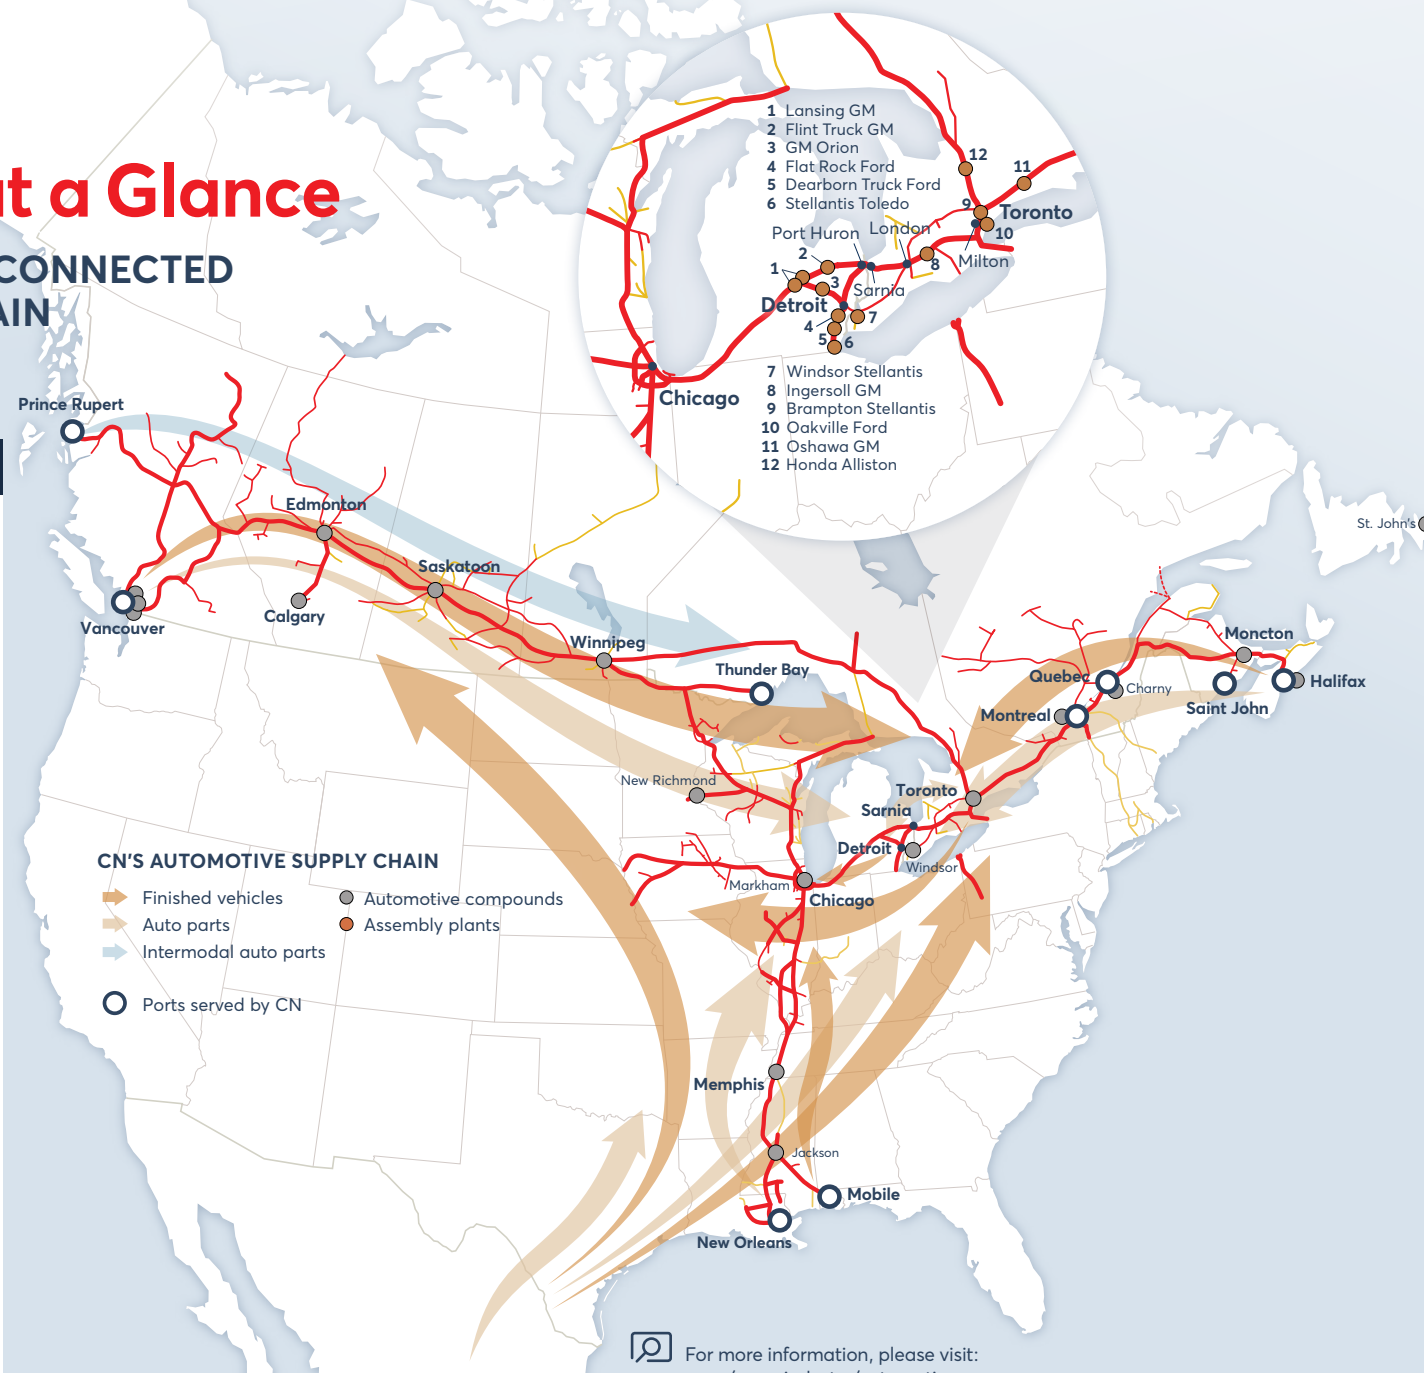 at a Glance
CONNECTED
AIN
1 Lansing GM
2 Flint Truck GM
3 GM Orion
4 Flat Rock Ford
5 Dearborn Truck Ford
6 Stellantis Toledo
12
11
9
Toronto
10
Port Huron
London
Milton
8
2
1
3
Sarnia
Detroit
7
4
5
6
7 Windsor Stellantis
8 Ingersoll GM
9 Brampton Stellantis
10 Oakville Ford
11 Oshawa GM
12 Honda Alliston
Chicago
Prince Rupert
Edmonton
St. John's
Saskatoon
Calgary
Vancouver
Winnipeg
Thunder Bay
Moncton
Quebec
Charny
Halifax
Saint John
Montreal
New Richmond
Toronto
Sarnia
Detroit
Windsor
Markham
Chicago
CN'S AUTOMOTIVE SUPPLY CHAIN
Finished vehicles
Automotive compounds
Auto parts
Assembly plants
Intermodal auto parts
Ports served by CN
Memphis
Jackson
Mobile
New Orleans
For more information, please visit: